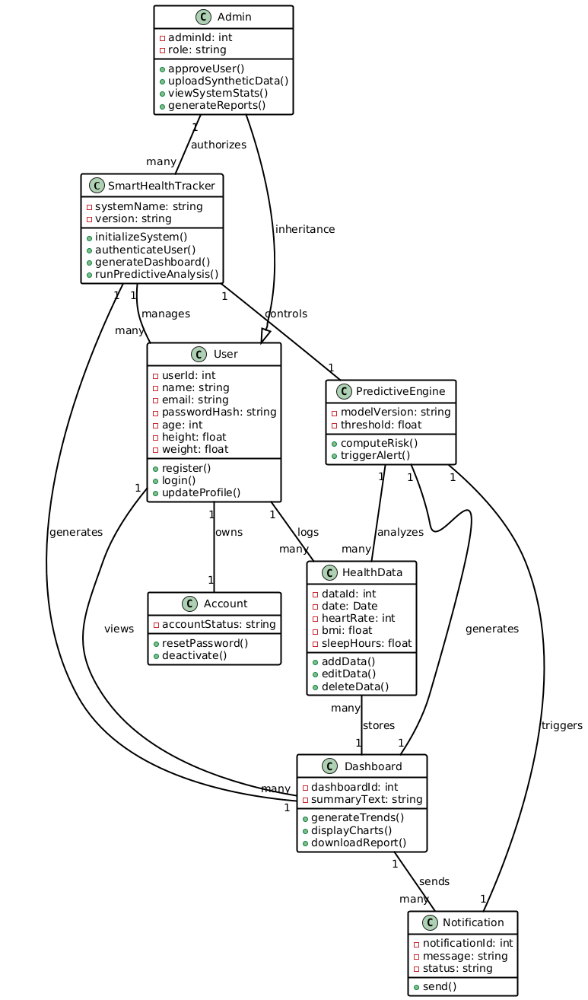 C Admin
adminId: int
role: string
approveUser()
uploadSyntheticData()
viewSystemStats()
generateReports()
1
authorizes
many
C SmartHealthTracker
systemName: string
version: string
initializeSystem()
authenticateUser()
generateDashboard()
runPredictiveAnalysis()
inheritance
1 1 1
manages
controls
many
1
C User
userId: int
name: string
email: string
passwordHash: string
age: int
height: float
weight: float
register()
login()
updateProfile()
C PredictiveEngine
modelVersion: string
threshold: float
computeRisk()
triggerAlert()
1 1 1
1
1 1
generates
owns
logs
analyzes
many
many
1
C Account
accountStatus: string
resetPassword()
deactivate()
C HealthData
dataId: int
date: Date
heartRate: int
bmi: float
sleepHours: float
addData()
editData()
deleteData()
views
generates
many
stores
triggers
1 1
C Dashboard
dashboardId: int
summaryText: string
generateTrends()
displayCharts()
downloadReport()
many
1
1
sends
many
1
C Notification
notificationId: int
message: string
status: string
send()